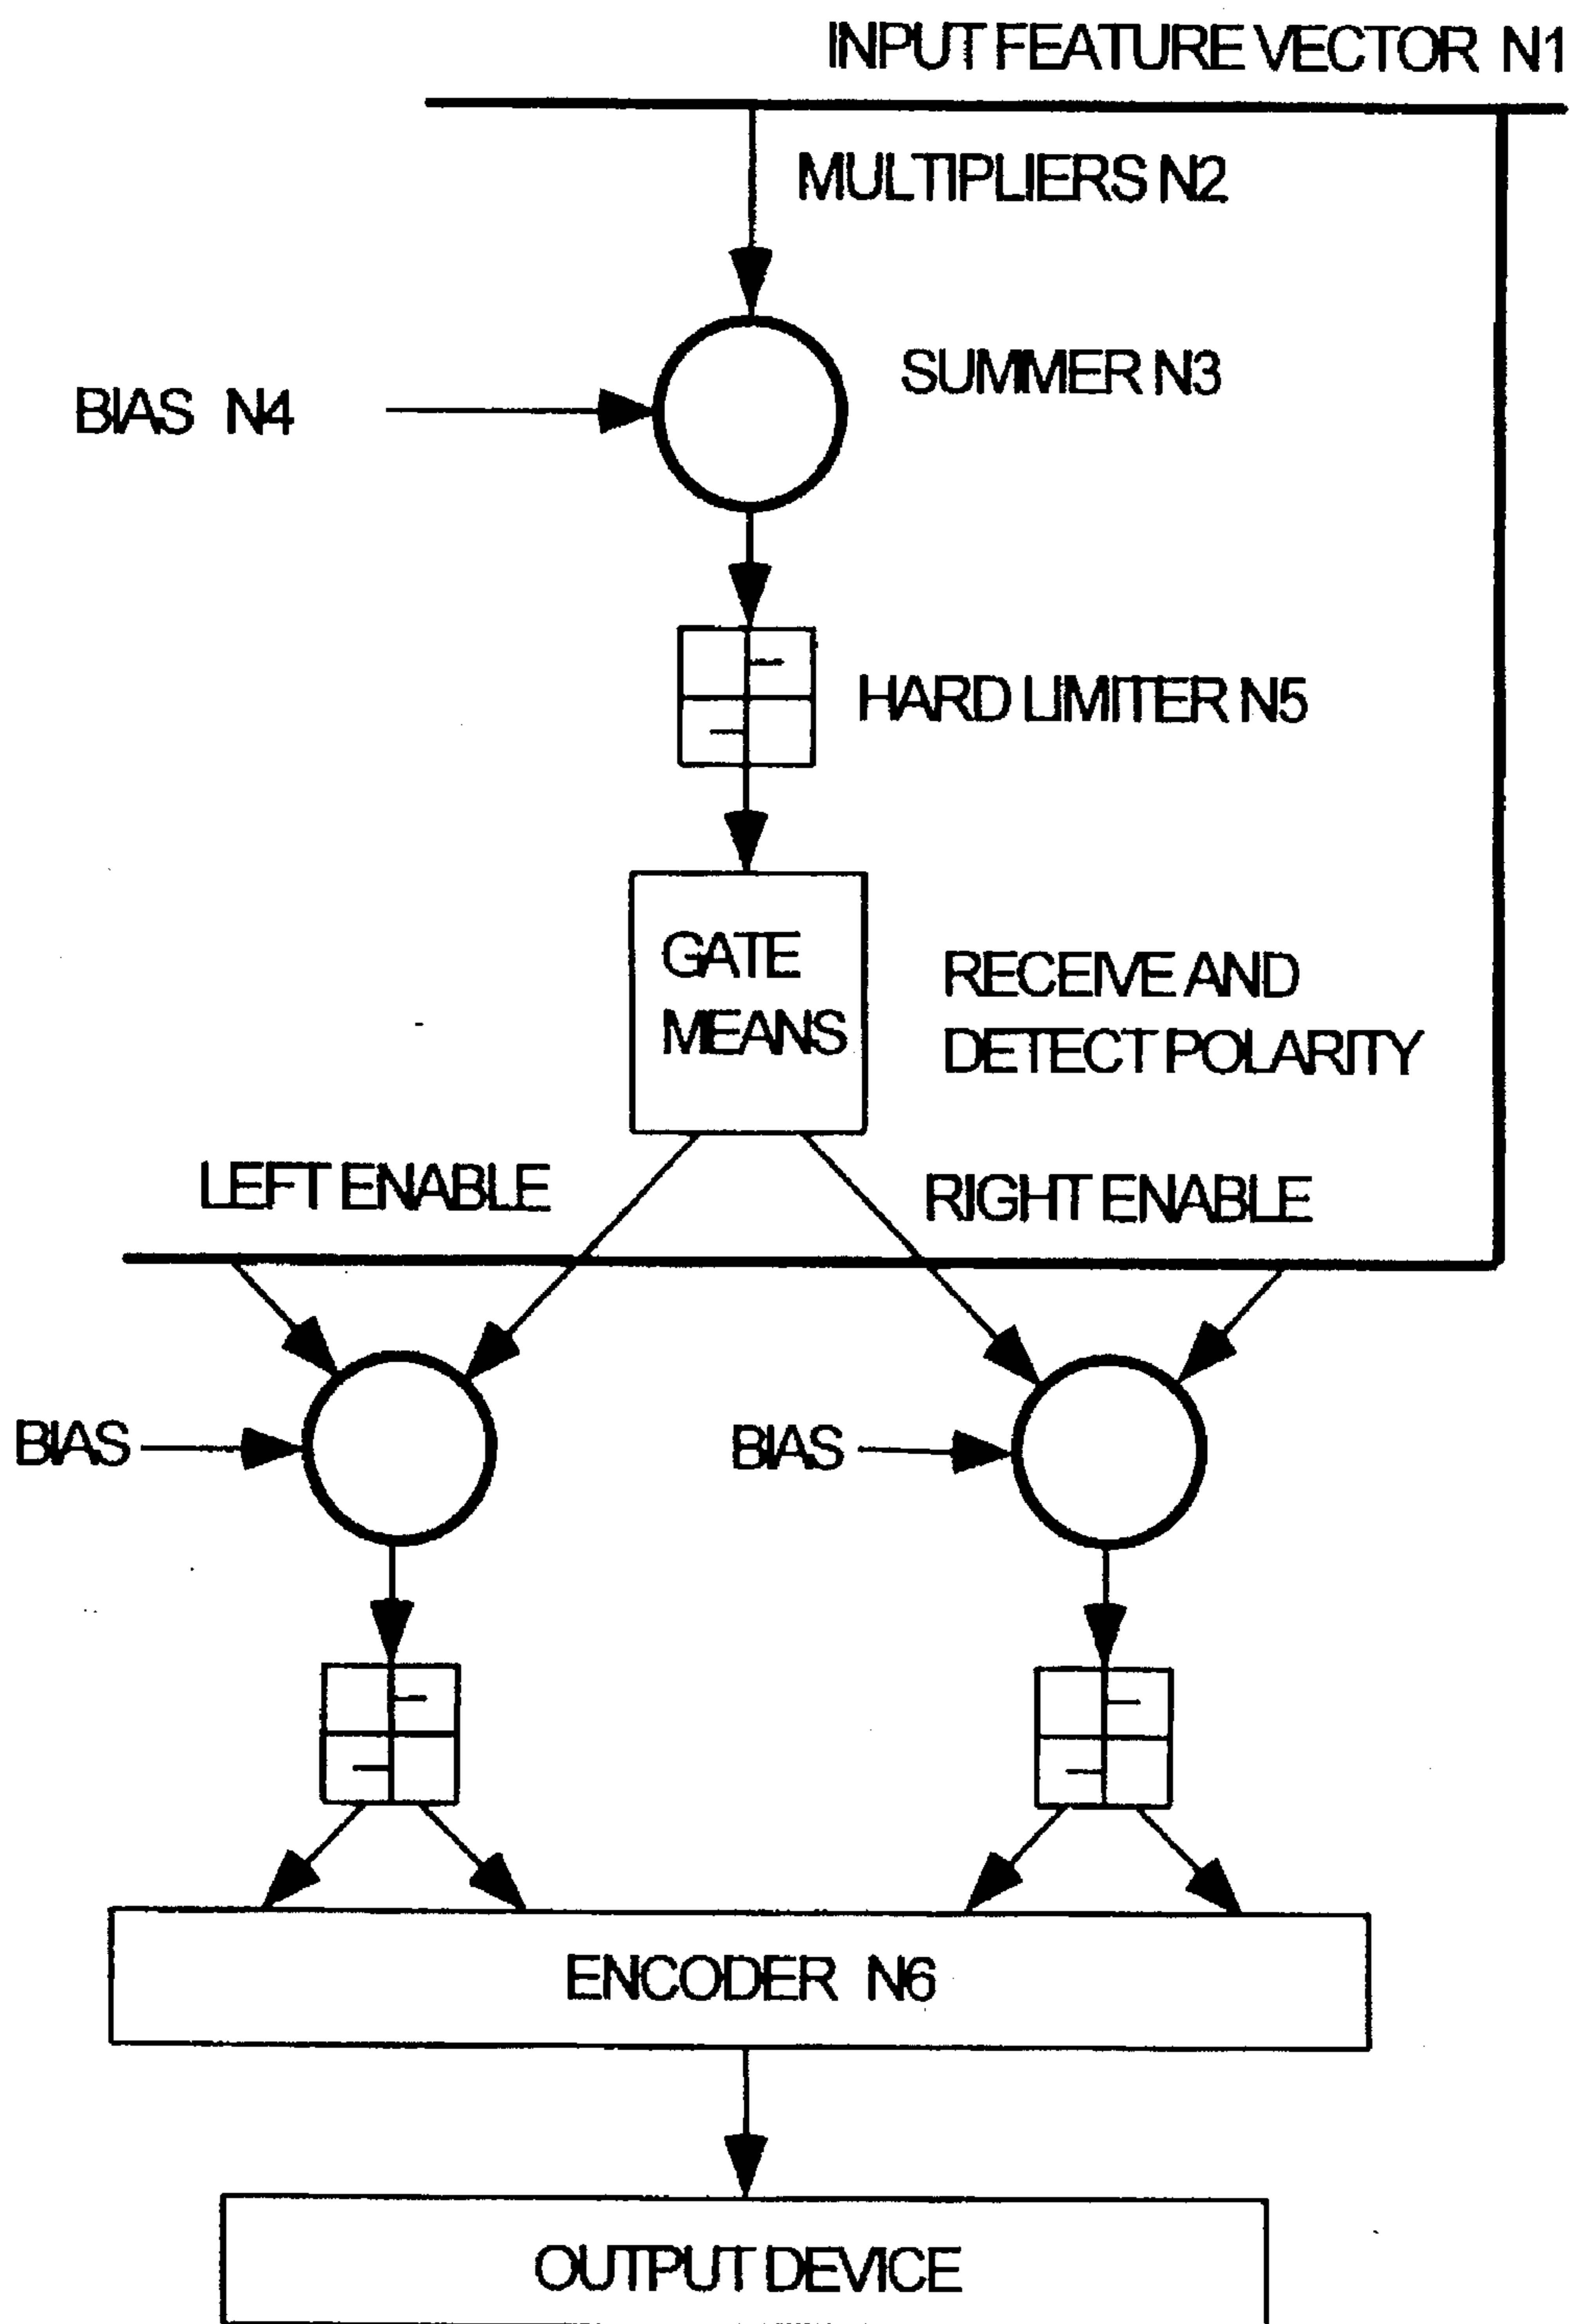 INPUT FEATURE VECTOR N1
MULTIPLIERS N2
SUMMER N3
BIAS N4
HARD LIMITER N5
GATE
MEANS
RECEIVE AND
DETECT POLARITY
LEFT ENABLE
RIGHT ENABLE
BIAS
BIAS
ENCODER N6
OUTPUT DEVICE